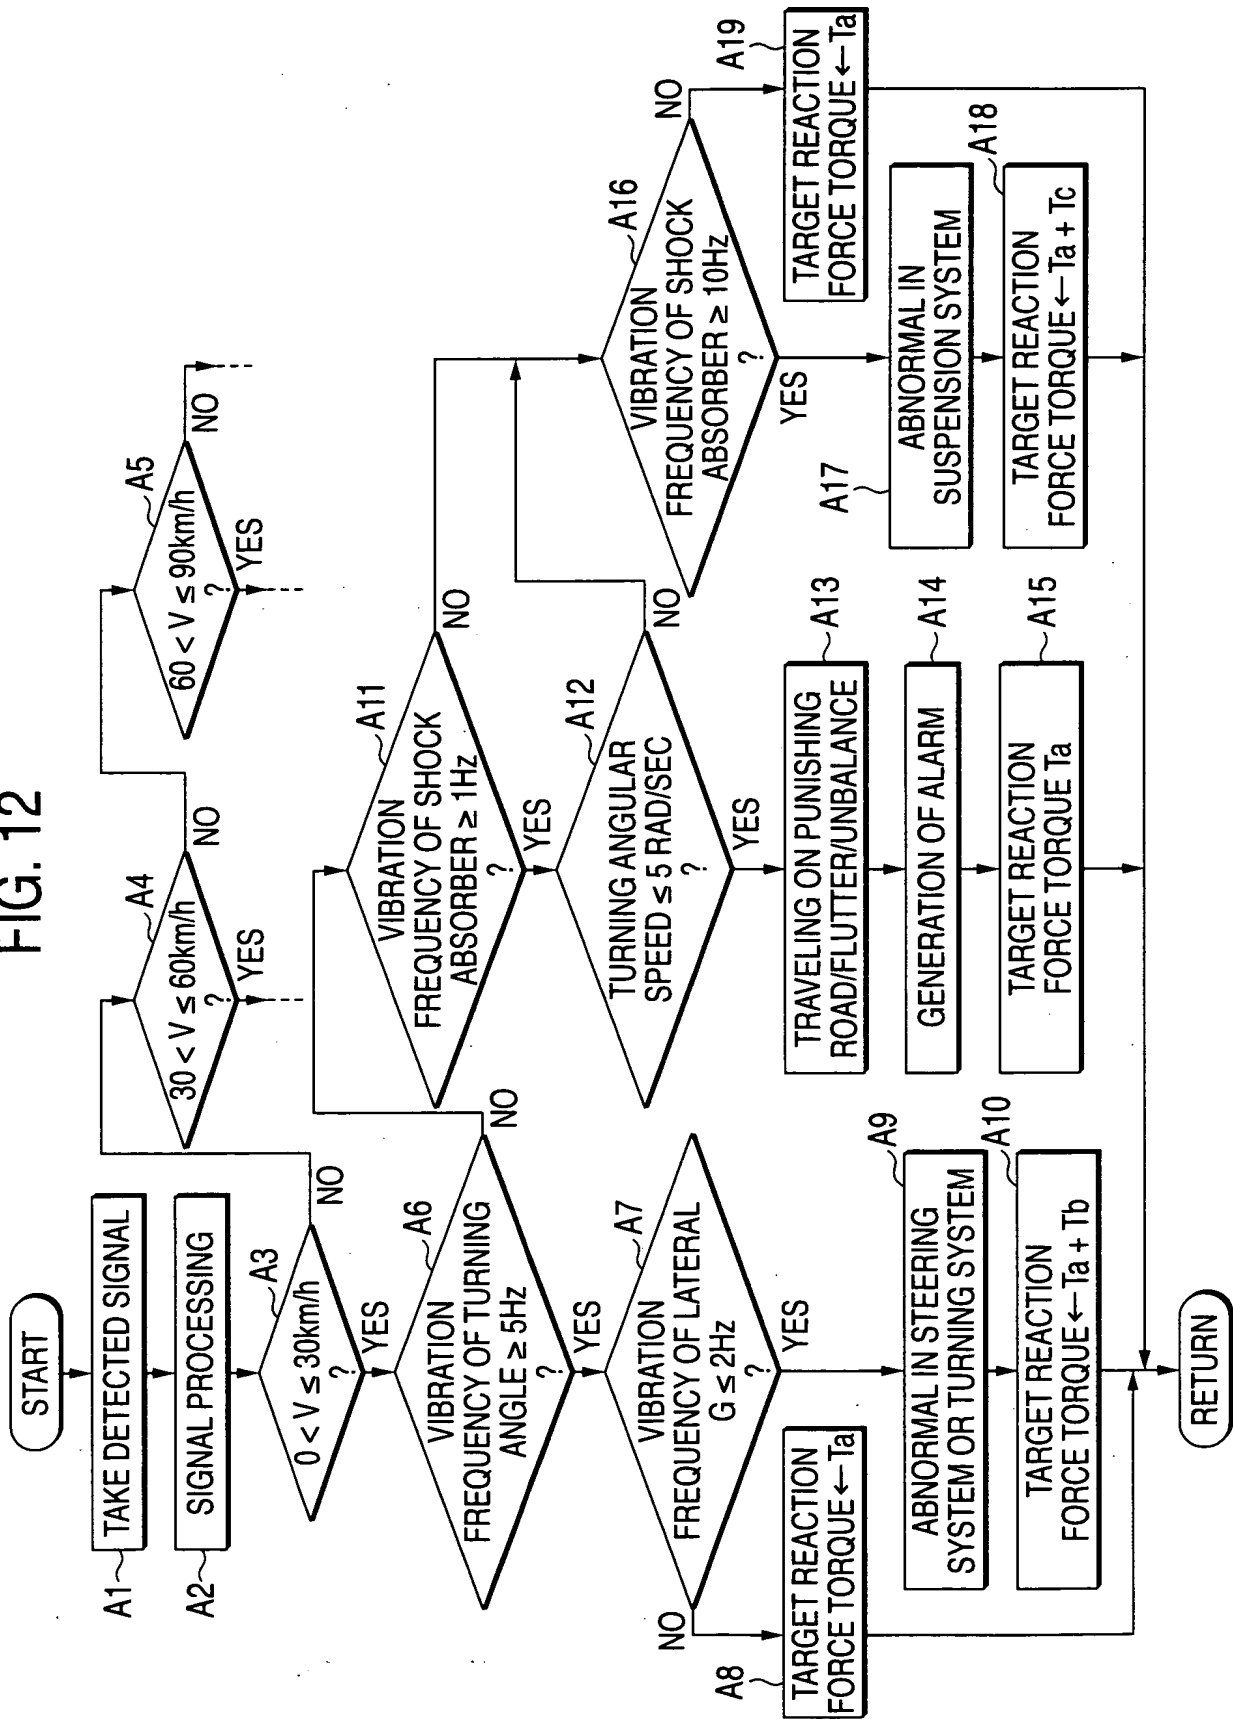 FIG. 12
START
A1
TAKE DETECTED SIGNAL
A2
SIGNAL PROCESSING
A3
0 < V ≤ 30km/h
?
NO
YES
A4
30 < V ≤ 60km/h
?
NO
YES
A5
60 < V ≤ 90km/h
?
NO
YES
A6
VIBRATION
FREQUENCY OF TURNING
ANGLE ≥ 5Hz
?
NO
YES
A7
VIBRATION
FREQUENCY OF LATERAL
G ≤ 2Hz
?
NO
YES
A8
TARGET REACTION
FORCE TORQUE ← Ta
A9
ABNORMAL IN STEERING
SYSTEM OR TURNING SYSTEM
A10
TARGET REACTION
FORCE TORQUE ← Ta + Tb
A11
VIBRATION
FREQUENCY OF SHOCK
ABSORBER ≥ 1Hz
?
NO
YES
A12
TURNING ANGULAR
SPEED ≤ 5 RAD/SEC
?
NO
YES
A13
TRAVELING ON PUNISHING
ROAD/FLUTTER/UNBALANCE
A14
GENERATION OF ALARM
A15
TARGET REACTION
FORCE TORQUE Ta
A16
VIBRATION
FREQUENCY OF SHOCK
ABSORBER ≥ 10Hz
?
NO
YES
A17
ABNORMAL IN
SUSPENSION SYSTEM
A18
TARGET REACTION
FORCE TORQUE ← Ta + Tc
A19
TARGET REACTION
FORCE TORQUE ← Ta
RETURN